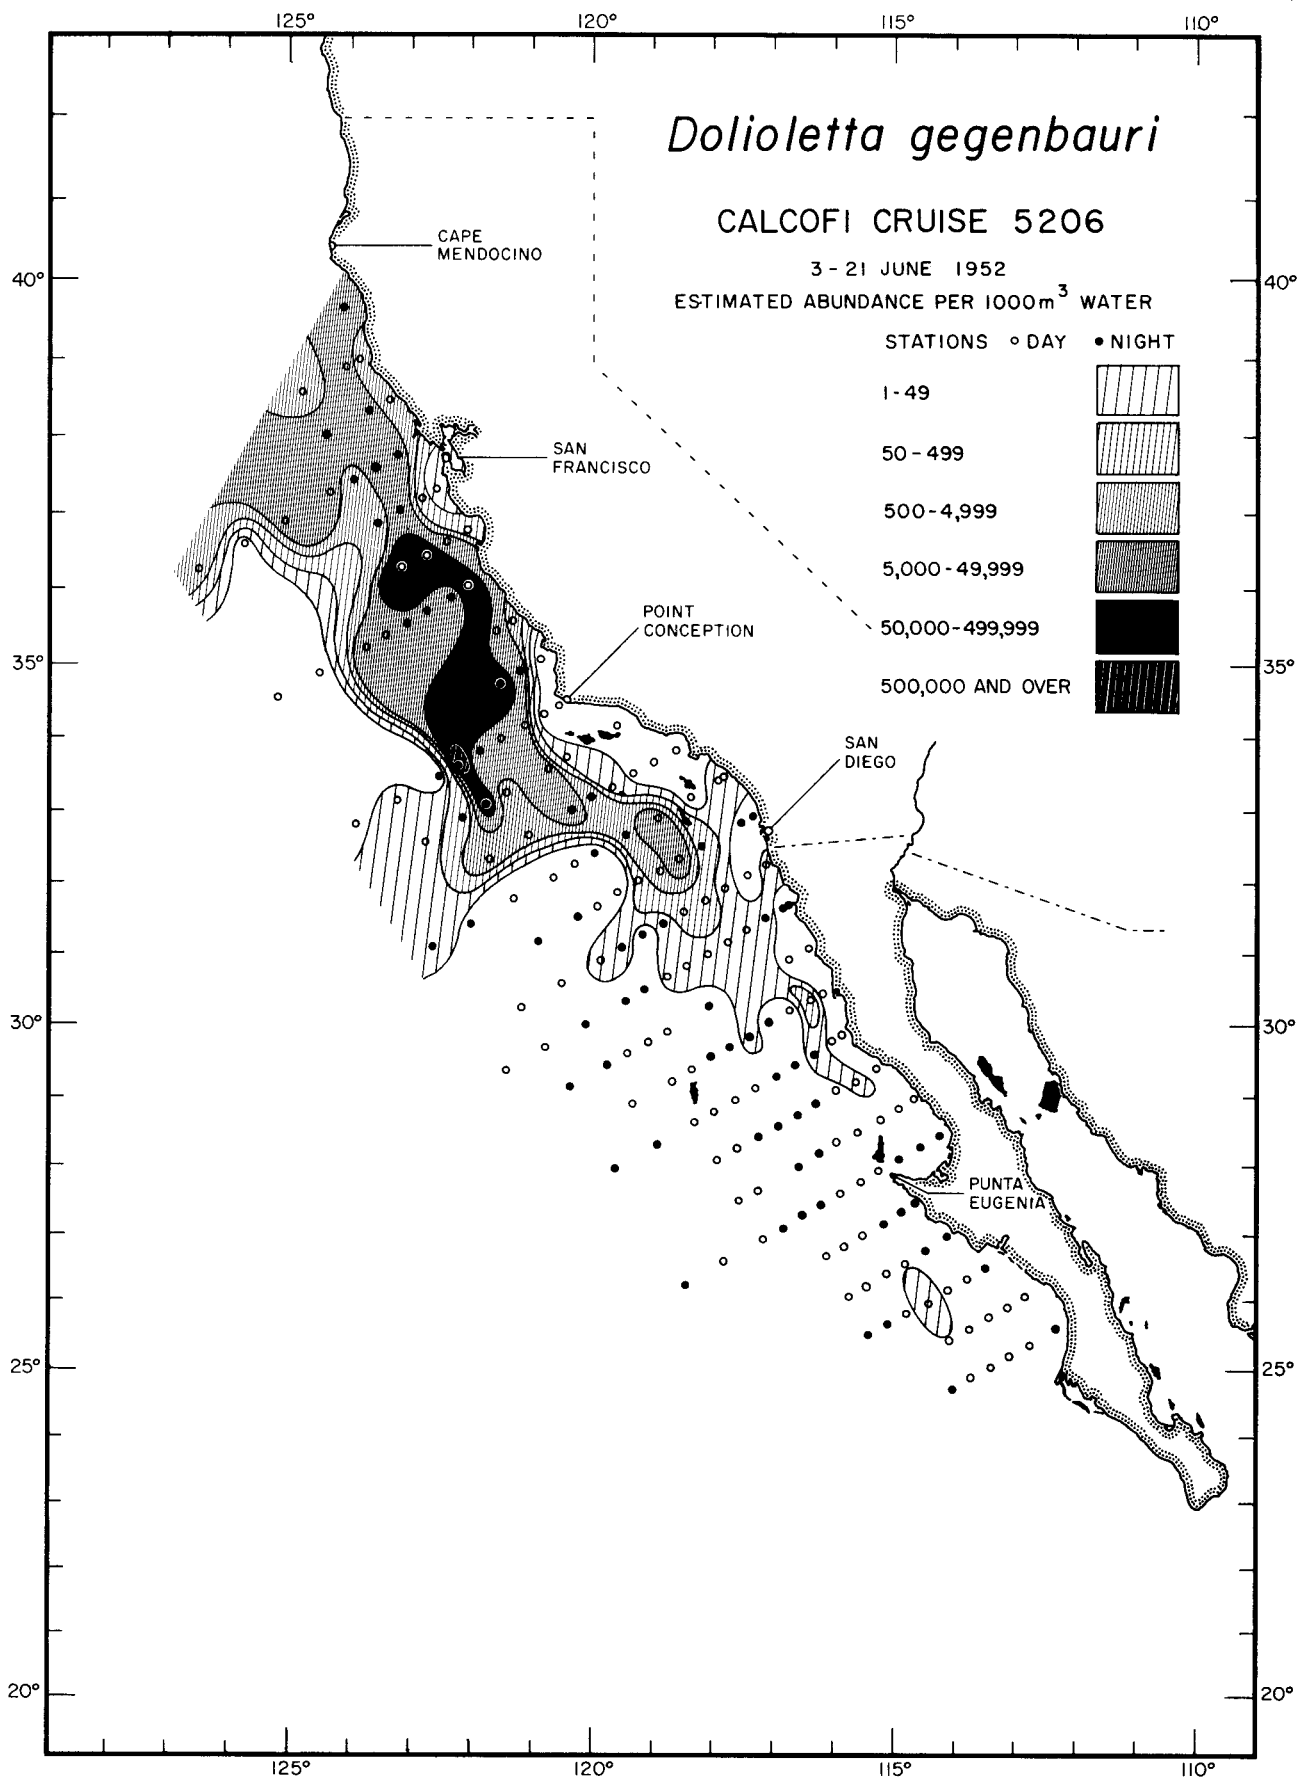 125° 120° 115° 110°
Dolioletta gegenbauri
CALCOFI CRUISE 5206
3-21 JUNE 1952
ESTIMATED ABUNDANCE PER 1000m³ WATER
STATIONS ○ DAY ● NIGHT
1-49
50-499
500-4,999
5,000-49,999
50,000-499,999
500,000 AND OVER
CAPE
MENDOCINO
40° 40°
SAN
FRANCISCO
POINT
CONCEPTION
35° 35°
SAN
DIEGO
30° 30°
PUNTA
EUGENIA
25° 25°
20° 20°
125° 120° 115° 110°